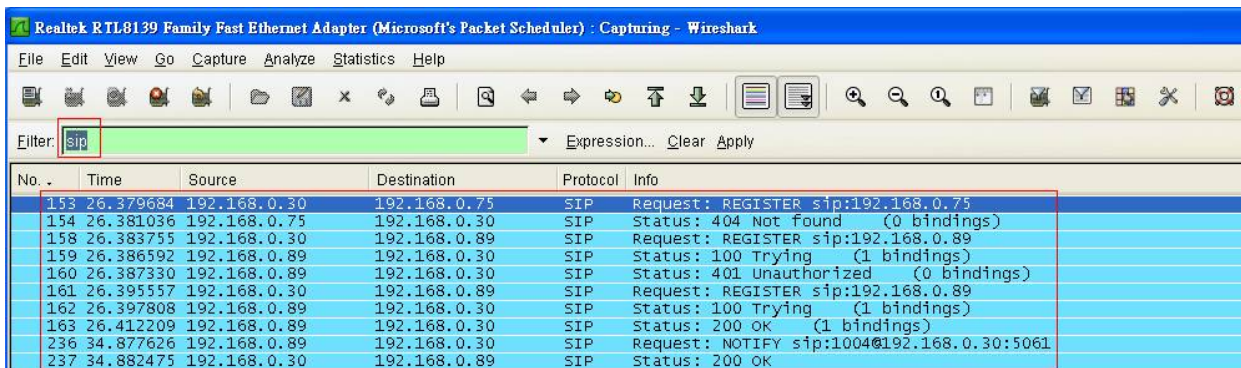 Realtek RTL8139 Family Fast Ethernet Adapter (Microsoft's Packet Scheduler) : Capturing - Wireshark
File Edit View Go Capture Analyze Statistics Help
Filter: sip Expression... Clear Apply
No. . Time Source Destination Protocol Info
153 26.379684 192.168.0.30 192.168.0.75 SIP Request: REGISTER sip:192.168.0.75
154 26.381036 192.168.0.75 192.168.0.30 SIP Status: 404 Not found (0 bindings)
158 26.383755 192.168.0.30 192.168.0.89 SIP Request: REGISTER sip:192.168.0.89
159 26.386592 192.168.0.89 192.168.0.30 SIP Status: 100 Trying (1 bindings)
160 26.387330 192.168.0.89 192.168.0.30 SIP Status: 401 Unauthorized (0 bindings)
161 26.395557 192.168.0.30 192.168.0.89 SIP Request: REGISTER sip:192.168.0.89
162 26.397808 192.168.0.89 192.168.0.30 SIP Status: 100 Trying (1 bindings)
163 26.412209 192.168.0.89 192.168.0.30 SIP Status: 200 OK (1 bindings)
236 34.877626 192.168.0.89 192.168.0.30 SIP Request: NOTIFY sip:1004@192.168.0.30:5061
237 34.882475 192.168.0.30 192.168.0.89 SIP Status: 200 OK